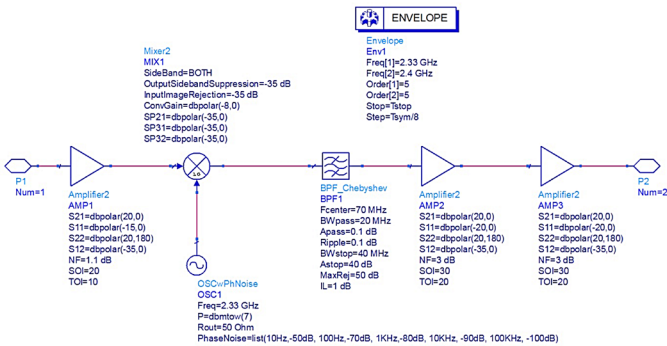 ENVELOPE
Mixer2
MIX1
SideBand=BOTH
OutputSidebandSuppression=-35 dB
InputImageRejection=-35 dB
ConvGain=dbpolar(-8,0)
SP21=dbpolar(-35,0)
SP31=dbpolar(-35,0)
SP32=dbpolar(-35,0)
Envelope
Env1
Freq[1]=2.33 GHz
Freq[2]=2.4 GHz
Order[1]=5
Order[2]=5
Stop=Tstop
Step=Tsym/8
P1
Num=1
Amplifier2
AMP1
S21=dbpolar(20,0)
S11=dbpolar(-15,0)
S22=dbpolar(20,180)
S12=dbpolar(-35,0)
NF=1.1 dB
SOI=20
TOI=10
LO
OSCwPhNoise
OSC1
Freq=2.33 GHz
P=dbmtow(7)
Rout=50 Ohm
PhaseNoise=list(10Hz,-50dB, 100Hz,-70dB, 1KHz,-80dB, 10KHz, -90dB, 100KHz, -100dB)
BPF_Chebyshev
BPF1
Fcenter=70 MHz
BWpass=20 MHz
Apass=0.1 dB
Ripple=0.1 dB
BWstop=40 MHz
Astop=40 dB
MaxRej=50 dB
IL=1 dB
Amplifier2
AMP2
S21=dbpolar(20,0)
S11=dbpolar(-20,0)
S22=dbpolar(20,180)
S12=dbpolar(-35,0)
NF=3 dB
SOI=30
TOI=20
Amplifier2
AMP3
S21=dbpolar(20,0)
S11=dbpolar(-20,0)
S22=dbpolar(20,180)
S12=dbpolar(-35,0)
NF=3 dB
SOI=30
TOI=20
P2
Num=2